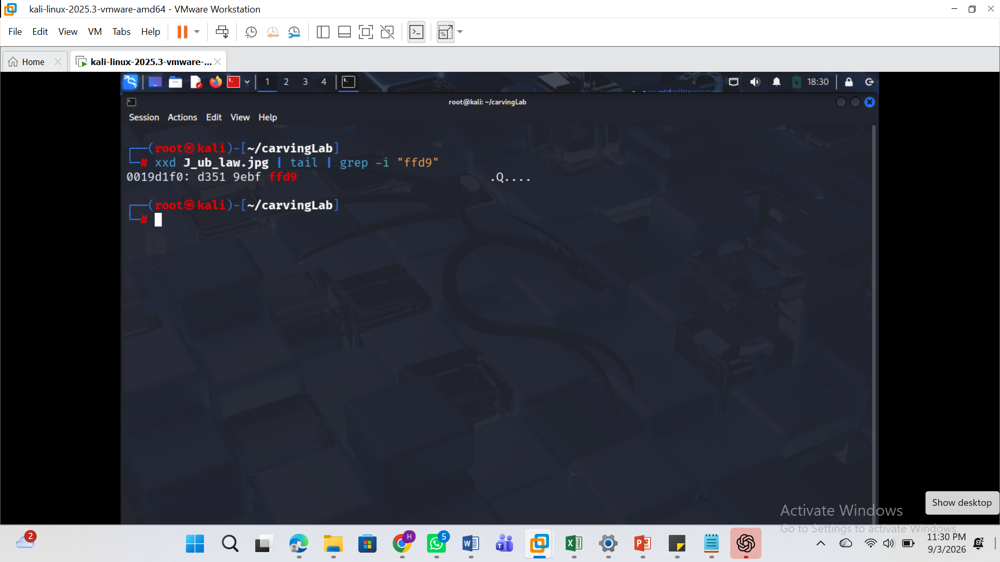 kali-linux-2025.3-vmware-amd64 - VMware Workstation
File Edit View VM Tabs Help
Home
kali-linux-2025.3-vmware-...
1 2 3 4
18:30
root@kali: ~/carvingLab
Session Actions Edit View Help
┌──(root㉿kali)-[~/carvingLab]
└─# xxd J_ub_law.jpg | tail | grep -i "ffd9"
0019d1f0: d351 9ebf ffd9 .Q....
┌──(root㉿kali)-[~/carvingLab]
└─#
Show desktop
Activate Windows
Go to Settings to activate Windows.
2
H
5
11:30 PM
9/3/2026